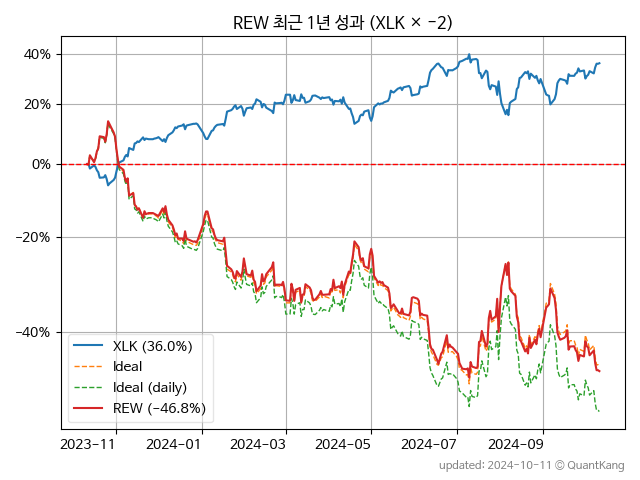 REW 최근 1년 성과 (XLK × −2)
40%
20%
0%
−20%
−40%
XLK (36.0%)
Ideal
Ideal (daily)
REW (−46.8%)
2023−11
2024−01
2024−03
2024−05
2024−07
2024−09
updated: 2024-10-11 © QuantKang